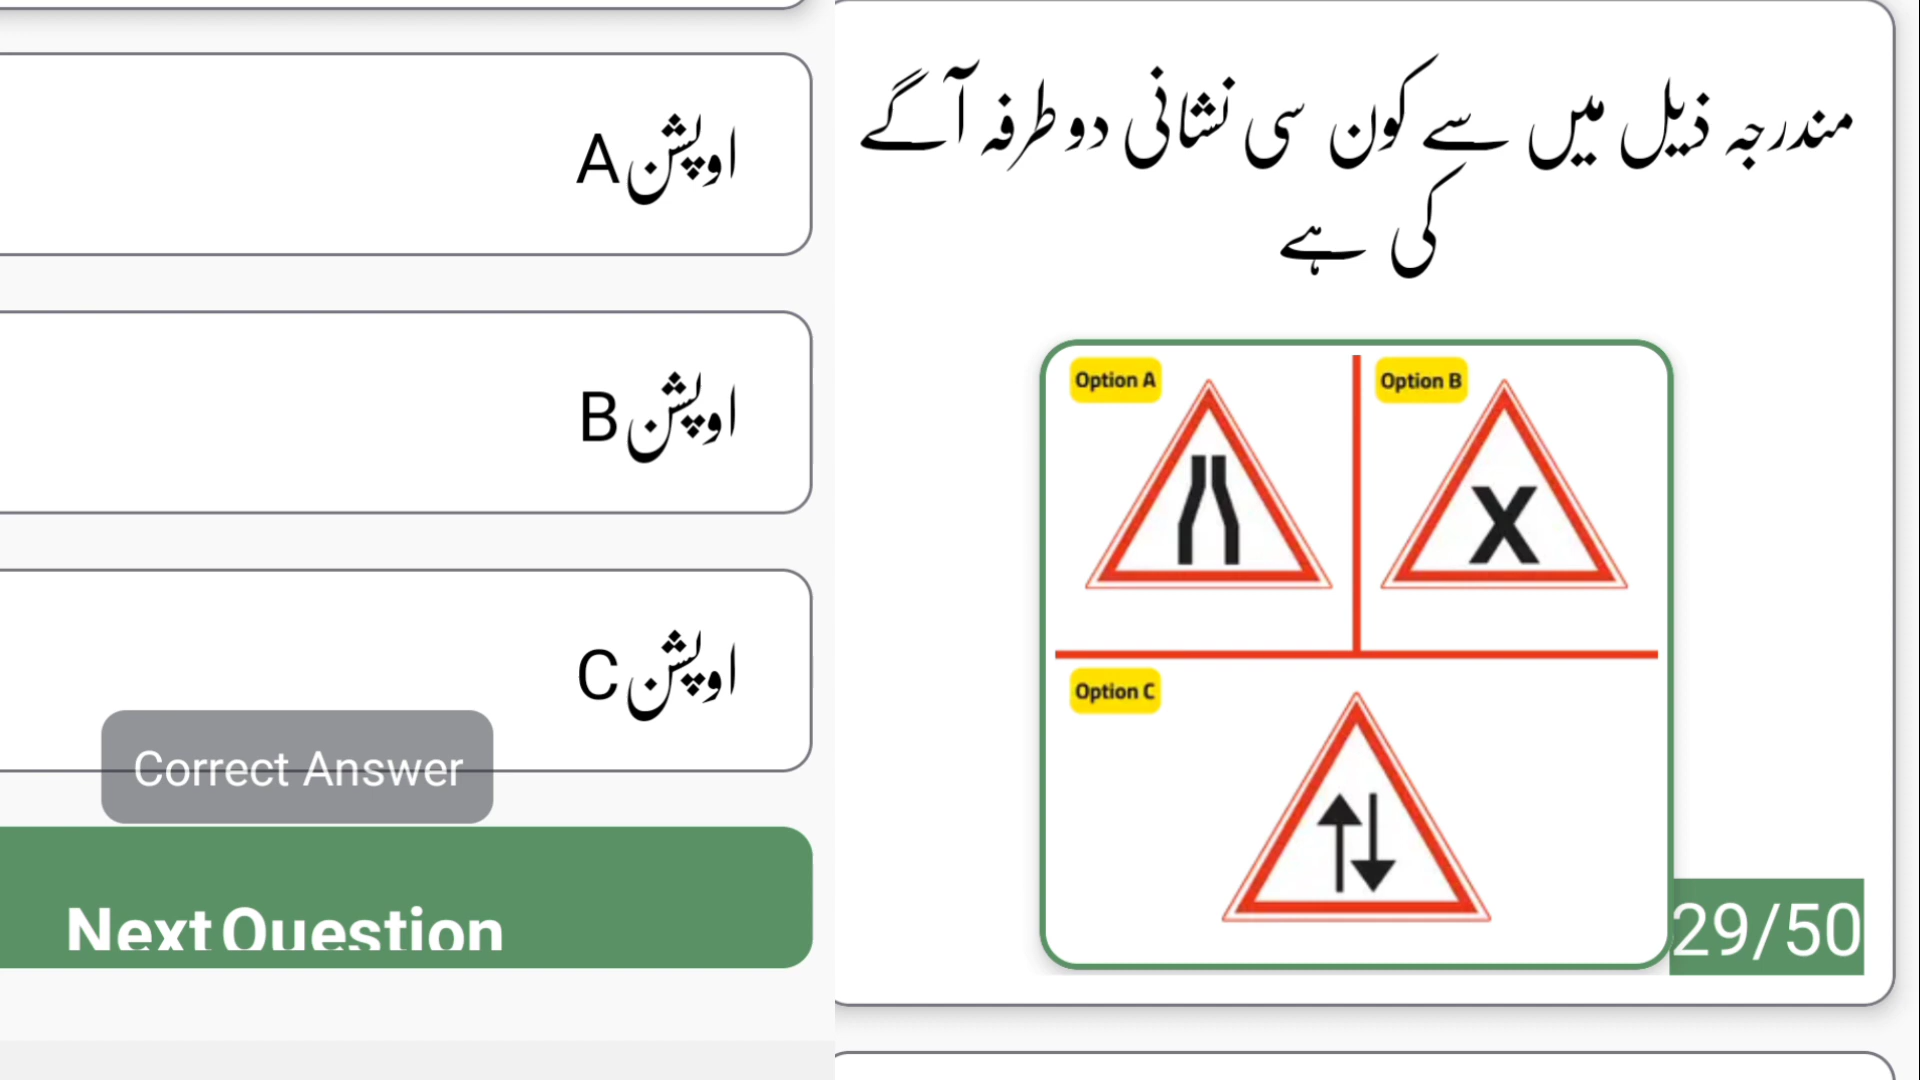 اوپشن A
اوپشن B
اوپشن C
Correct Answer
Next Question
مندرجہ ذیل میں سے کون سی نشانی دو طرفہ آگے
کی ہے
Option A
Option B
X
Option C
29/50